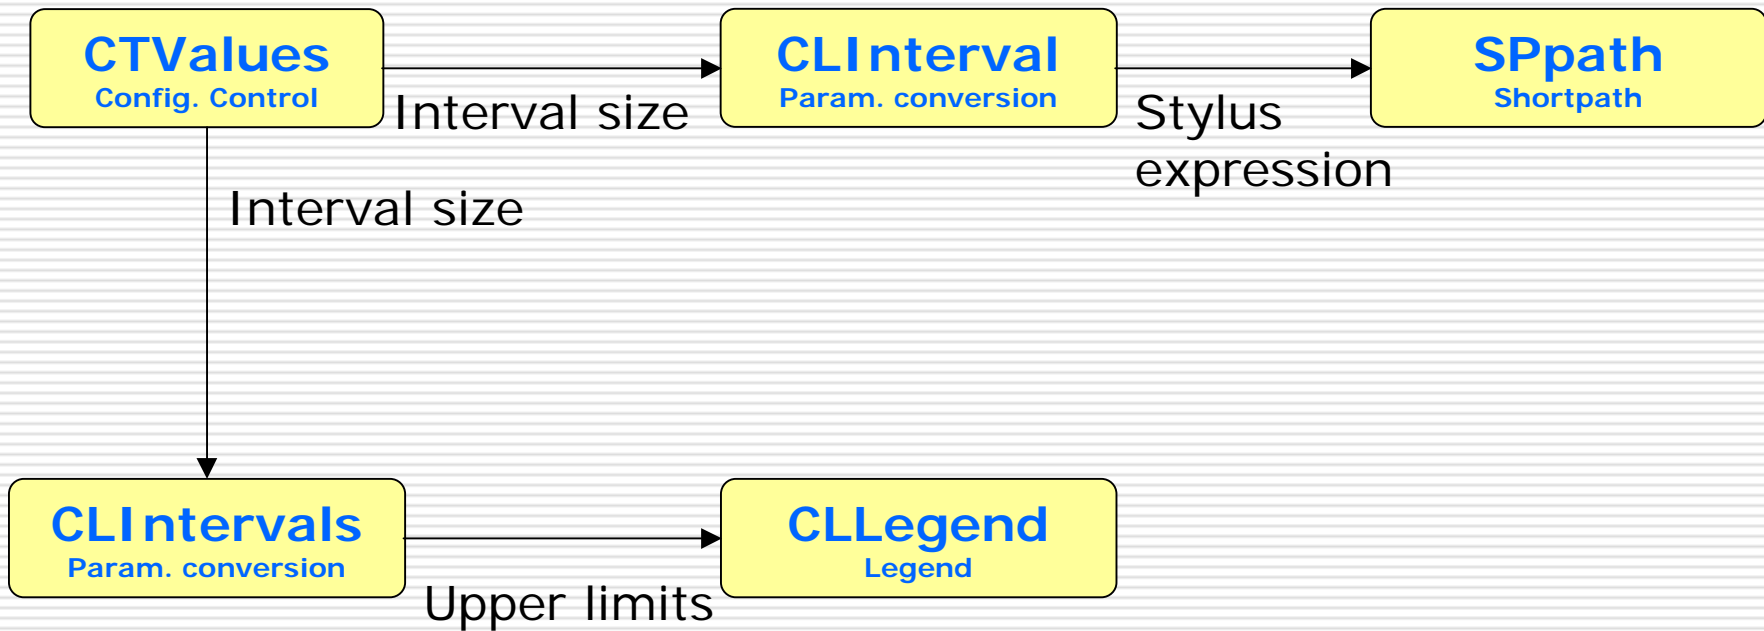 CTValues
Config. Control
Interval size
CLInterval
Param. conversion
Stylus
expression
SPpath
Shortpath
Interval size
CLIntervals
Param. conversion
Upper limits
CLLegend
Legend